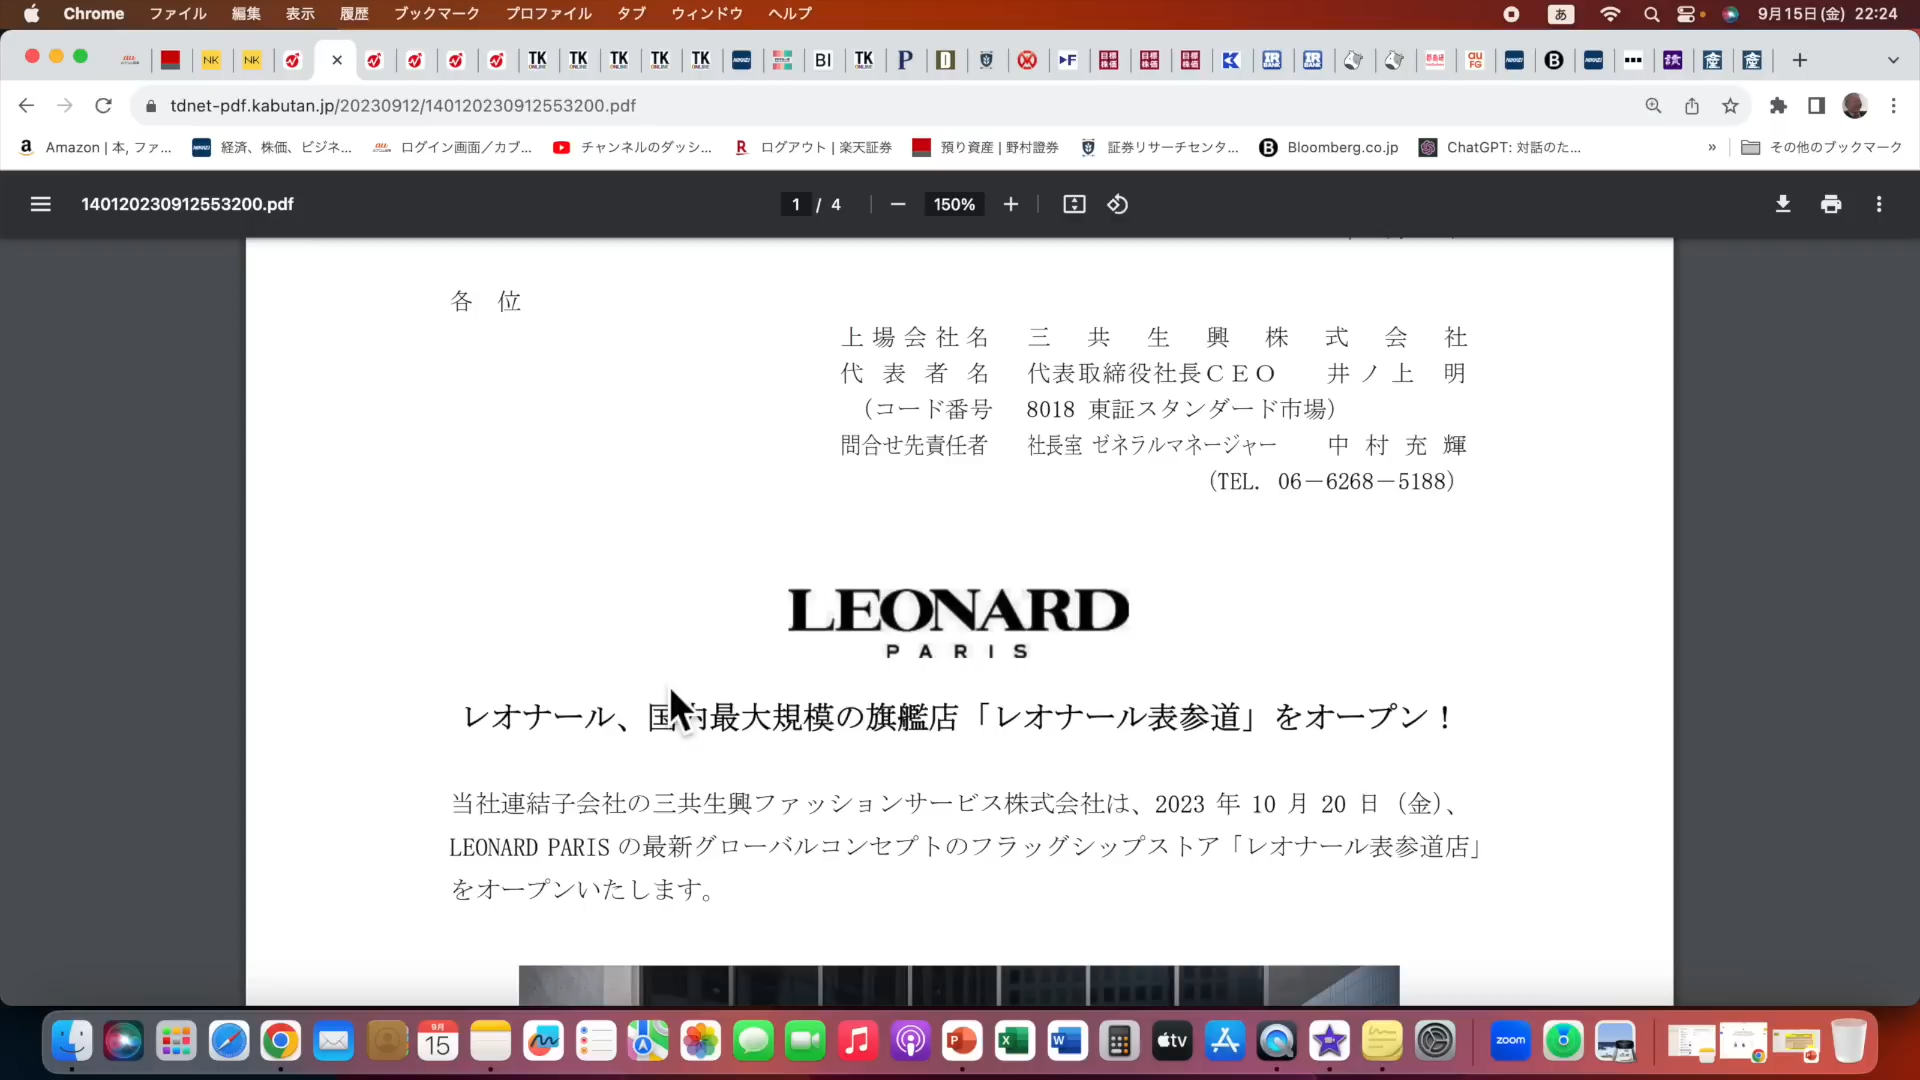 Chrome ファイル 編集 表示 履歴 ブックマーク プロファイル タブ ウィンドウ ヘルプ あ 9月15日(金) 22:24
NK NK TK TK TK TK TK BI TK P D
tdnet-pdf.kabutan.jp/20230912/140120230912553200.pdf
Amazon | 本, ファ... 経済、株価、ビジネ... ログイン画面／カブ... チャンネルのダッシ... ログアウト | 楽天証券 預り資産 | 野村證券 証券リサーチセンタ... Bloomberg.co.jp ChatGPT: 対話のた... » その他のブックマーク
140120230912553200.pdf 1 / 4 150%
各 位
上場会社名 三共生興株式会社
代表者名 代表取締役社長ＣＥＯ 井ノ上 明
（コード番号 8018 東証スタンダード市場）
問合せ先責任者 社長室 ゼネラルマネージャー 中村充輝
（TEL. 06－6268－5188）
LEONARD
PARIS
レオナール、国内最大規模の旗艦店「レオナール表参道」をオープン！
当社連結子会社の三共生興ファッションサービス株式会社は、2023 年 10 月 20 日（金）、
LEONARD PARIS の最新グローバルコンセプトのフラッグシップストア「レオナール表参道店」
をオープンいたします。
9月
15
tv
zoom